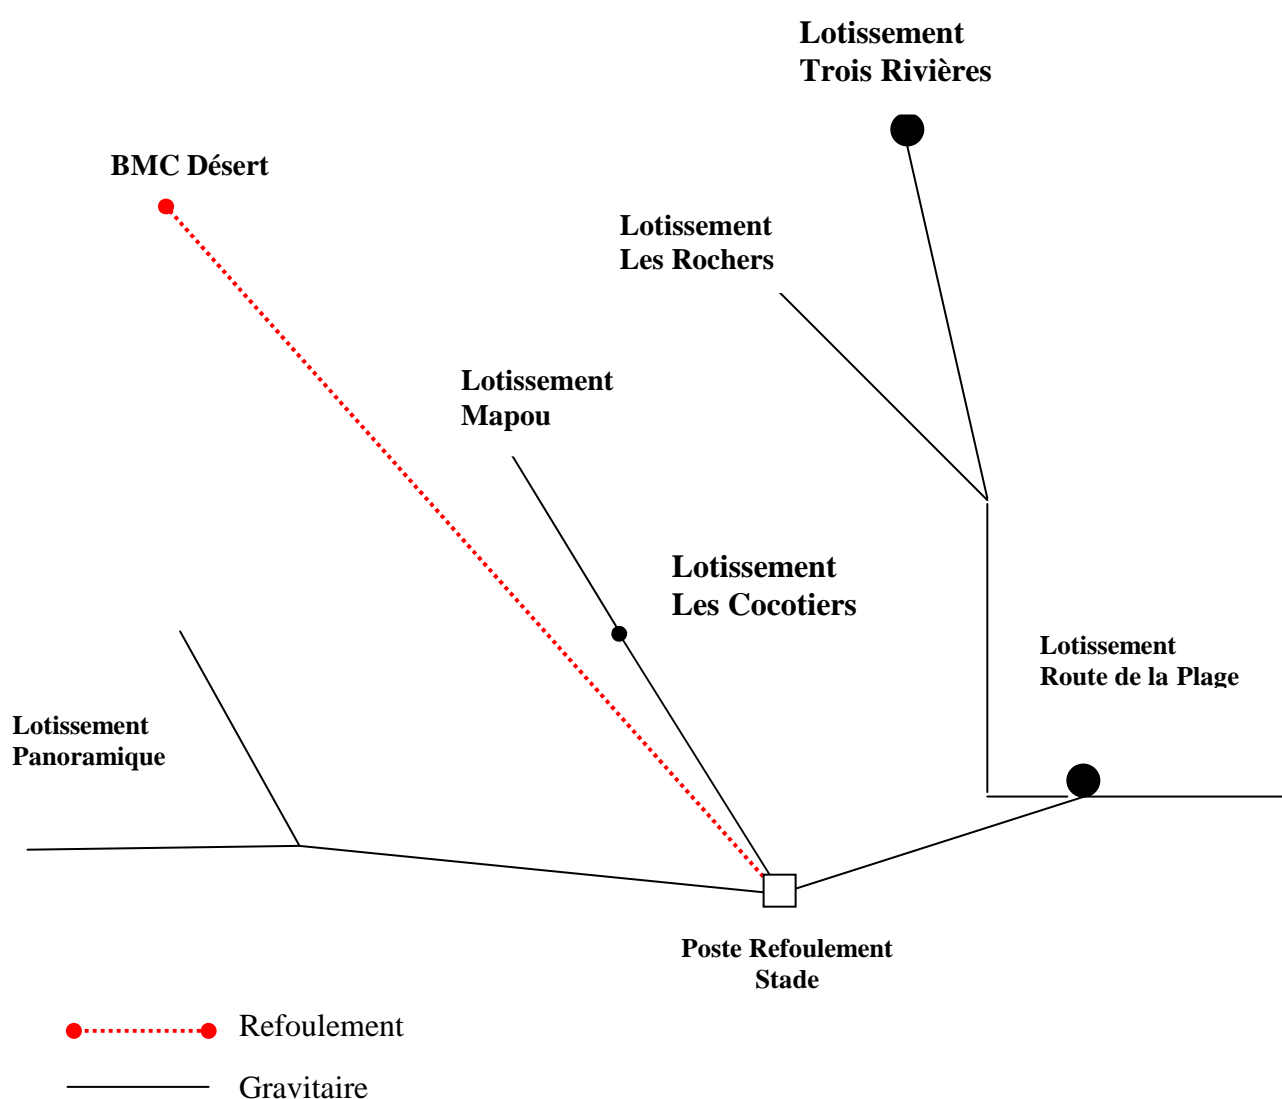 Lotissement
Trois Rivières
BMC Désert
Lotissement
Les Rochers
Lotissement
Mapou
Lotissement
Les Cocotiers
Lotissement
Route de la Plage
Lotissement
Panoramique
Poste Refoulement
Stade
Refoulement
Gravitaire